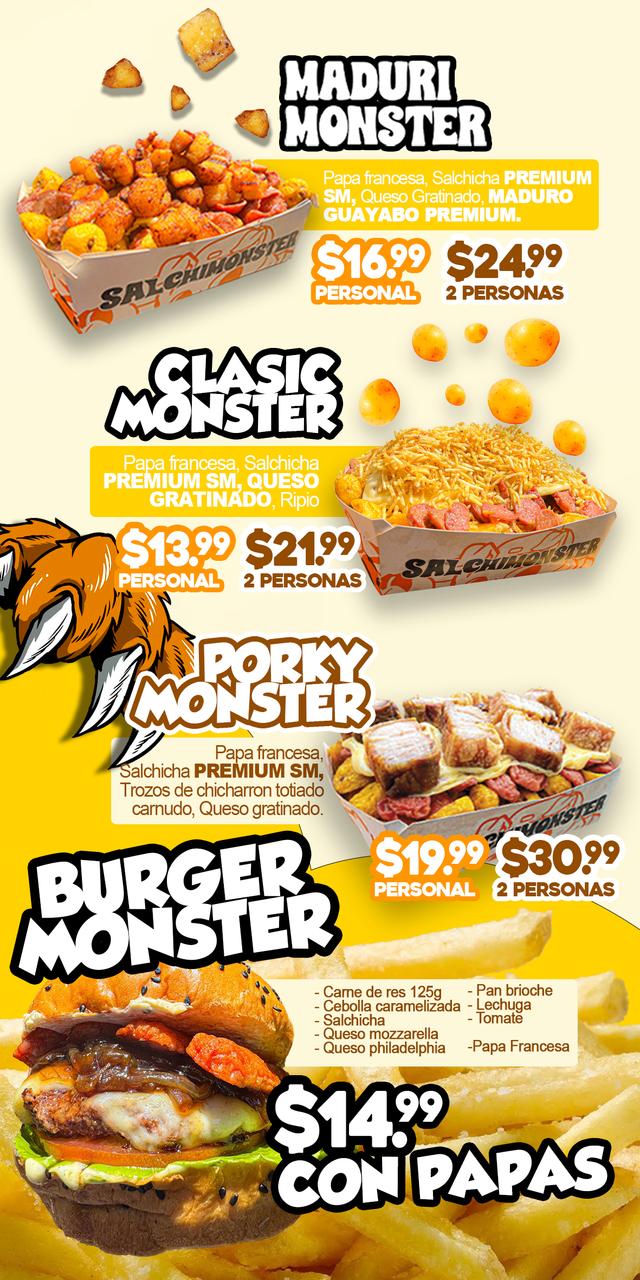 MADURI
MONSTER
Papa francesa, Salchicha PREMIUM
SM, Queso Gratinado, MADURO
GUAYABO PREMIUM.
$16.99 $24.99
PERSONAL 2 PERSONAS
SALCHIMONSTER
CLASIC
MONSTER
Papa francesa, Salchicha
PREMIUM SM, QUESO
GRATINADO, Ripio
$13.99 $21.99
PERSONAL 2 PERSONAS
SALCHIMONSTER
PORKY
MONSTER
Papa francesa,
Salchicha PREMIUM SM,
Trozos de chicharron totiado
carnudo, Queso gratinado.
$19.99 $30.99
PERSONAL 2 PERSONAS
BURGER
MONSTER
- Carne de res 125g - Pan brioche
- Cebolla caramelizada - Lechuga
- Salchicha - Tomate
- Queso mozzarella
- Queso philadelphia -Papa Francesa
$14.99
CON PAPAS